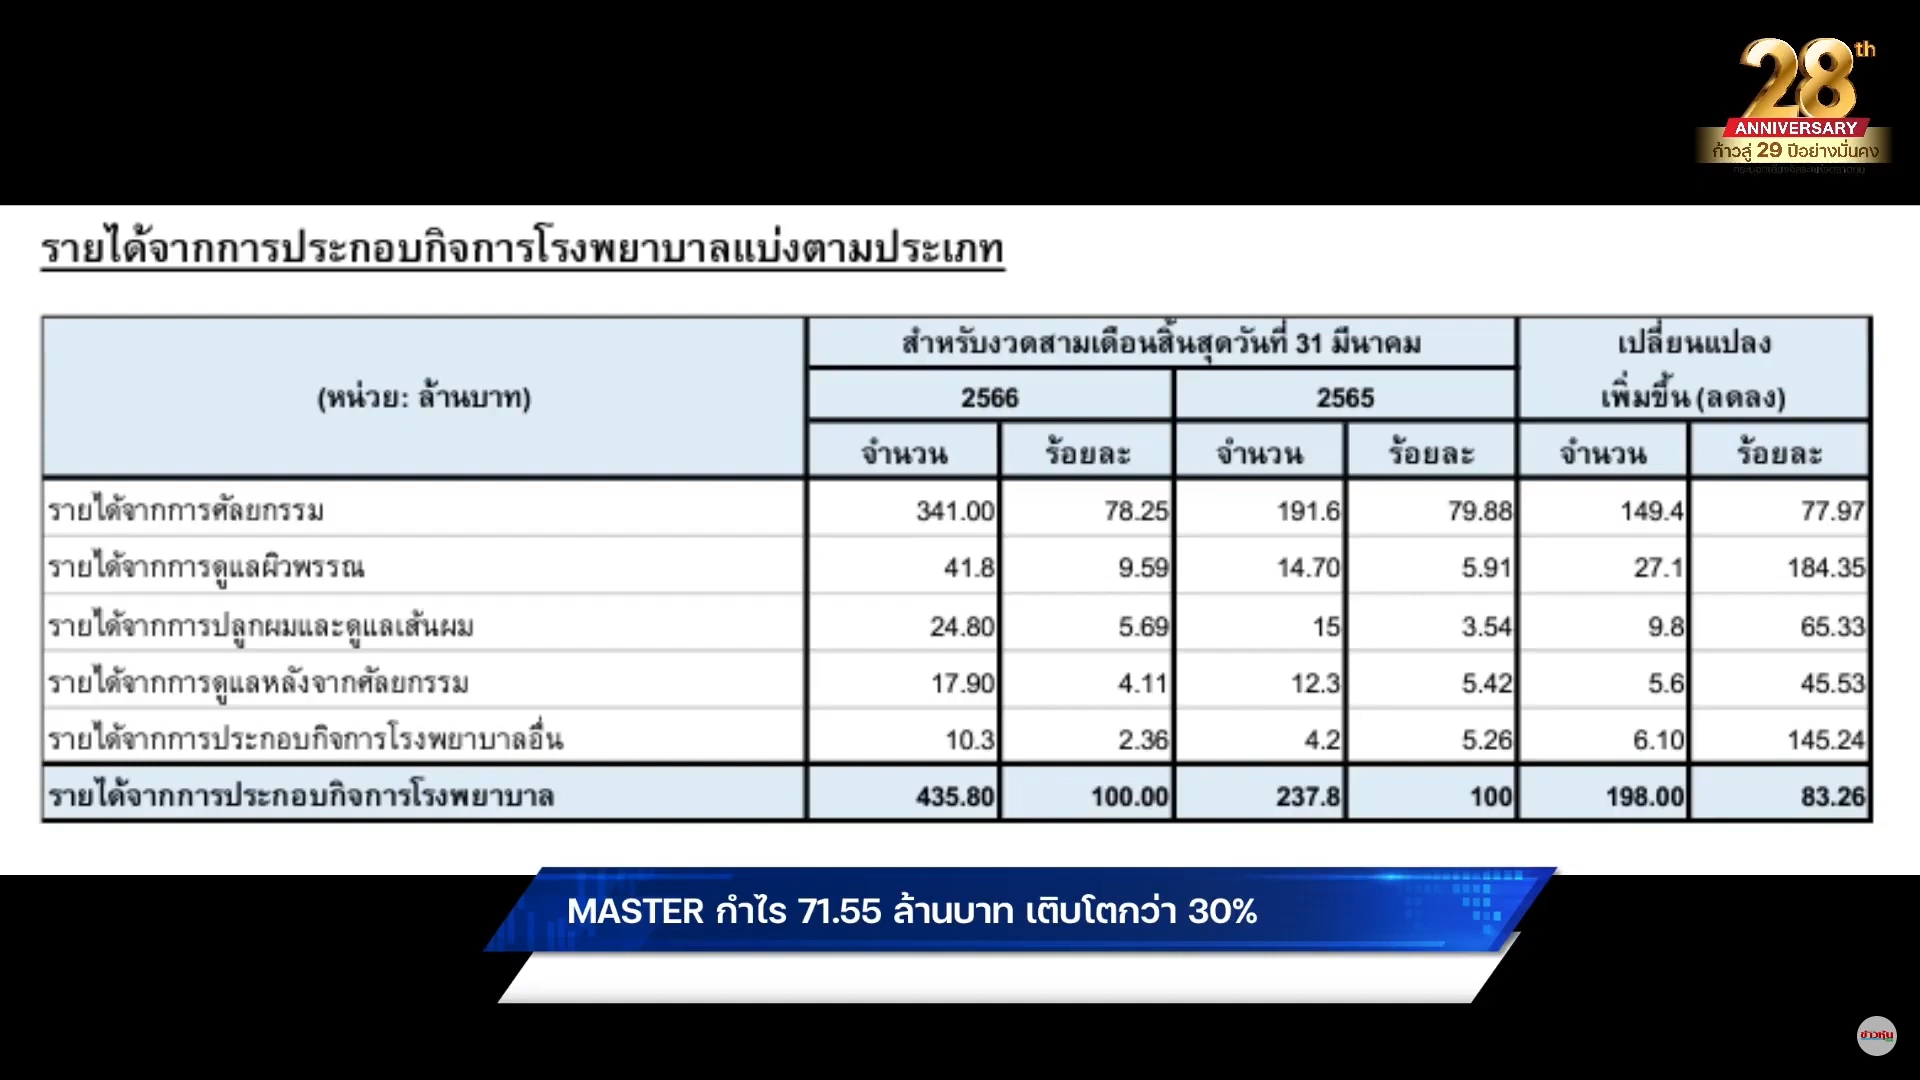 28th
ANNIVERSARY
ก้าวสู่ 29 ปีอย่างมั่นคง
รายได้จากการประกอบกิจการโรงพยาบาลแบ่งตามประเภท
(หน่วย: ล้านบาท)
สำหรับงวดสามเดือนสิ้นสุดวันที่ 31 มีนาคม
เปลี่ยนแปลง
เพิ่มขึ้น (ลดลง)
2566 2565
จำนวน ร้อยละ จำนวน ร้อยละ จำนวน ร้อยละ
รายได้จากการศัลยกรรม 341.00 78.25 191.6 79.88 149.4 77.97
รายได้จากการดูแลผิวพรรณ 41.8 9.59 14.70 5.91 27.1 184.35
รายได้จากการปลูกผมและดูแลเส้นผม 24.80 5.69 15 3.54 9.8 65.33
รายได้จากการดูแลหลังจากศัลยกรรม 17.90 4.11 12.3 5.42 5.6 45.53
รายได้จากการประกอบกิจการโรงพยาบาลอื่น 10.3 2.36 4.2 5.26 6.10 145.24
รายได้จากการประกอบกิจการโรงพยาบาล 435.80 100.00 237.8 100 198.00 83.26
MASTER กำไร 71.55 ล้านบาท เติบโตกว่า 30%
ข่าวหุ้น